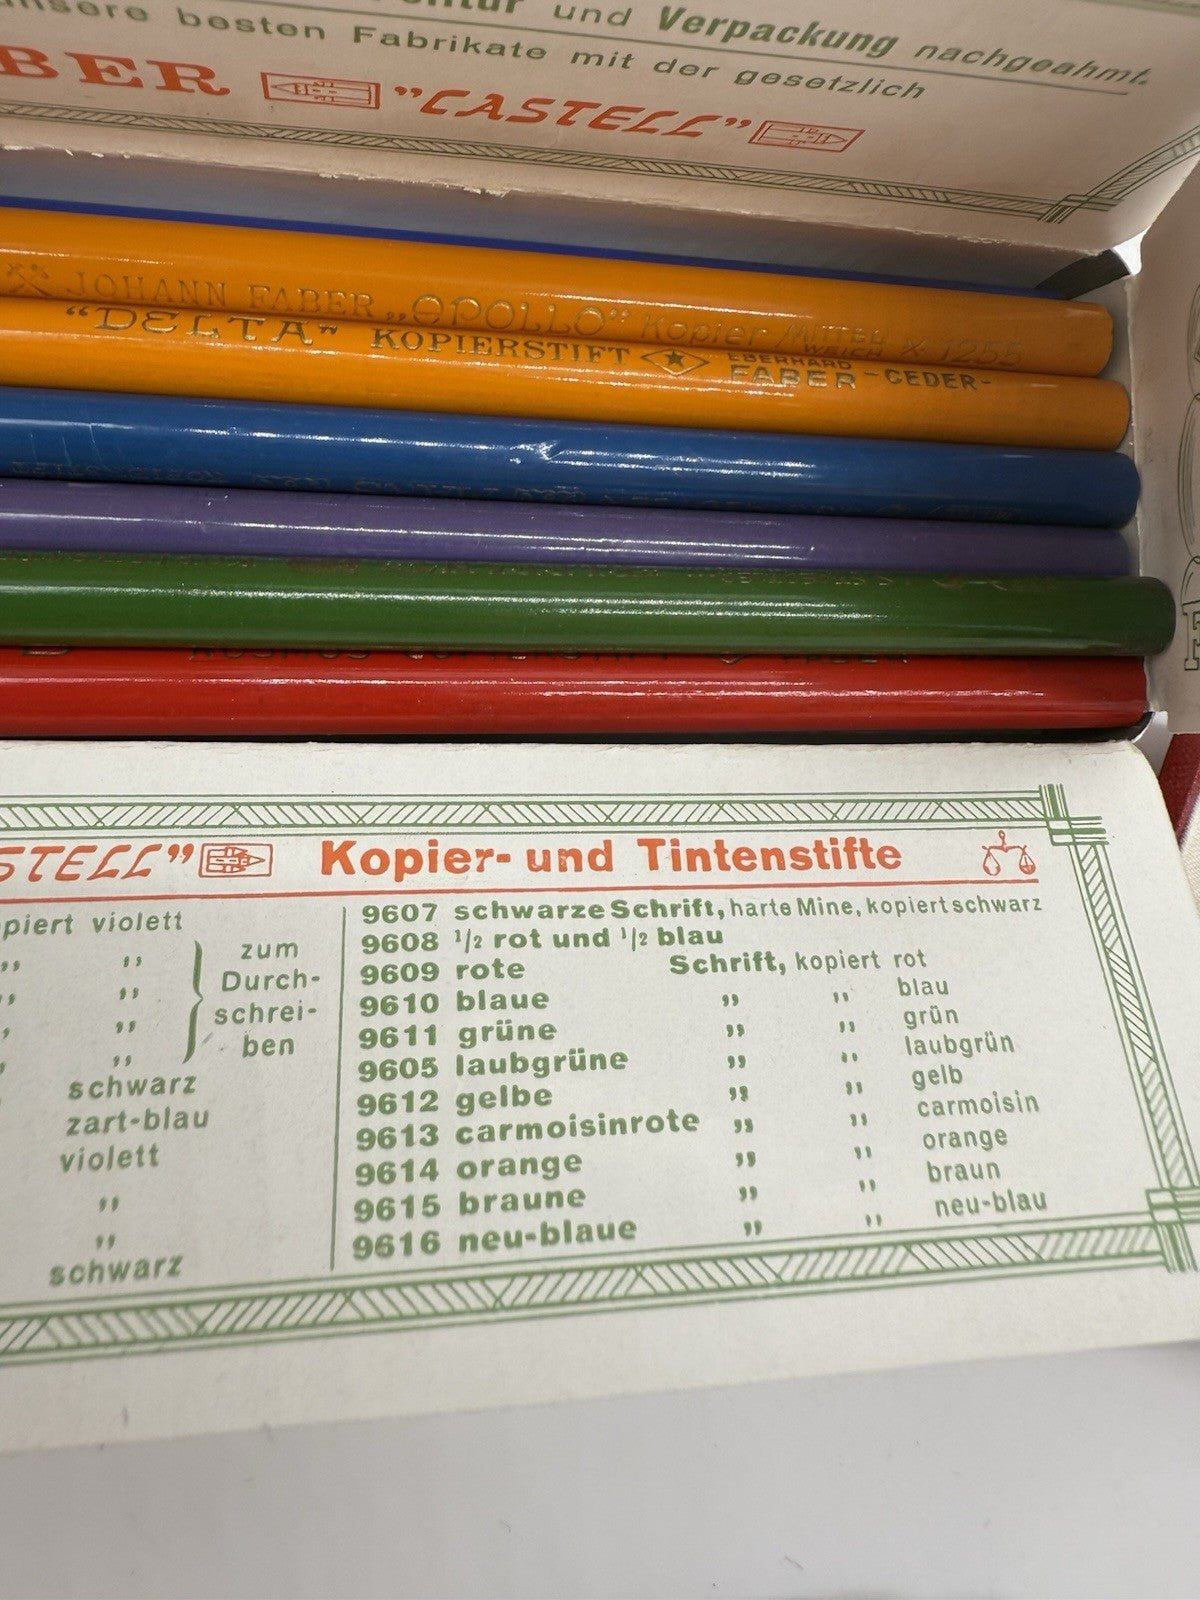 und Verpackung nachgeahmt.
unsere besten Fabrikate mit der gesetzlich
BER "CASTELL"
JOHANN FABER „APOLLO" Kopier 1255
"DELTA" KOPIERSTIFT EBERHARD FABER -CEDER-
STELL" Kopier- und Tintenstifte
piert violett
„ „ zum
„ „ Durch-
„ „ schrei-
„ „ ben
schwarz
zart-blau
violett
„
„
schwarz
9607 schwarze Schrift, harte Mine, kopiert schwarz
9608 1/2 rot und 1/2 blau
9609 rote Schrift, kopiert rot
9610 blaue „ „ blau
9611 grüne „ „ grün
9605 laubgrüne „ „ laubgrün
9612 gelbe „ „ gelb
9613 carmoisinrote „ „ carmoisin
9614 orange „ „ orange
9615 braune „ „ braun
9616 neu-blaue „ „ neu-blau